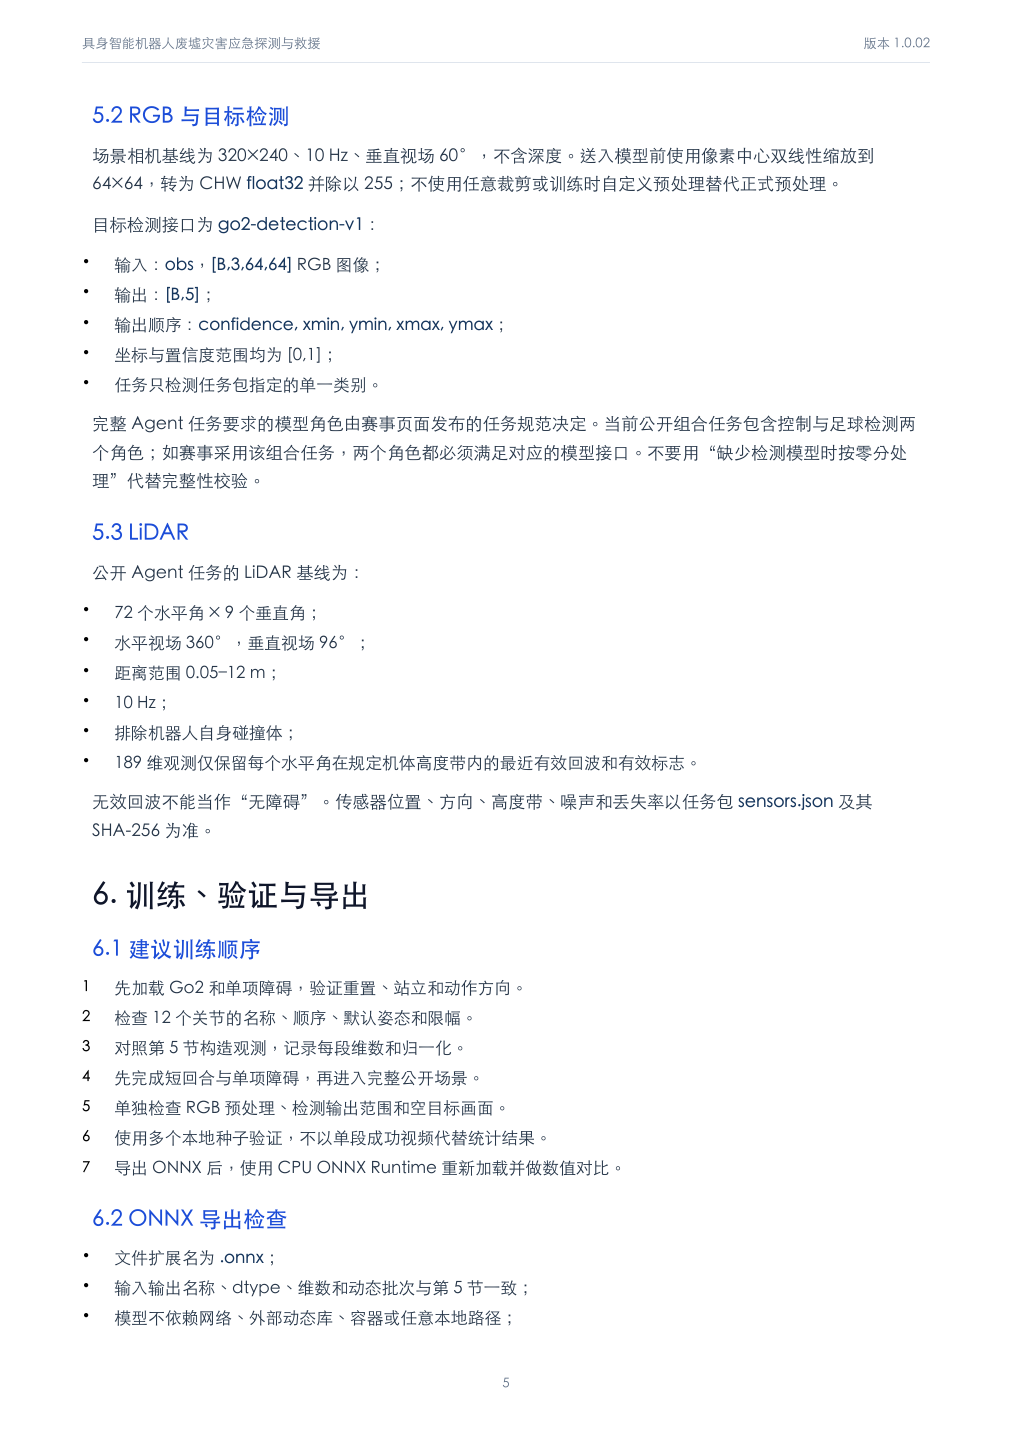 具身智能机器人废墟灾害应急探测与救援
版本 1.0.02
5.2 RGB 与目标检测
场景相机基线为 320×240、10 Hz、垂直视场 60°，不含深度。送入模型前使用像素中心双线性缩放到
64×64，转为 CHW float32 并除以 255；不使用任意裁剪或训练时自定义预处理替代正式预处理。
目标检测接口为 go2-detection-v1：
• 输入：obs，[B,3,64,64] RGB 图像；
• 输出：[B,5]；
• 输出顺序：confidence, xmin, ymin, xmax, ymax；
• 坐标与置信度范围均为 [0,1]；
• 任务只检测任务包指定的单一类别。
完整 Agent 任务要求的模型角色由赛事页面发布的任务规范决定。当前公开组合任务包含控制与足球检测两
个角色；如赛事采用该组合任务，两个角色都必须满足对应的模型接口。不要用“缺少检测模型时按零分处
理”代替完整性校验。
5.3 LiDAR
公开 Agent 任务的 LiDAR 基线为：
• 72 个水平角 × 9 个垂直角；
• 水平视场 360°，垂直视场 96°；
• 距离范围 0.05–12 m；
• 10 Hz；
• 排除机器人自身碰撞体；
• 189 维观测仅保留每个水平角在规定机体高度带内的最近有效回波和有效标志。
无效回波不能当作“无障碍”。传感器位置、方向、高度带、噪声和丢失率以任务包 sensors.json 及其
SHA-256 为准。
6. 训练、验证与导出
6.1 建议训练顺序
1 先加载 Go2 和单项障碍，验证重置、站立和动作方向。
2 检查 12 个关节的名称、顺序、默认姿态和限幅。
3 对照第 5 节构造观测，记录每段维数和归一化。
4 先完成短回合与单项障碍，再进入完整公开场景。
5 单独检查 RGB 预处理、检测输出范围和空目标画面。
6 使用多个本地种子验证，不以单段成功视频代替统计结果。
7 导出 ONNX 后，使用 CPU ONNX Runtime 重新加载并做数值对比。
6.2 ONNX 导出检查
• 文件扩展名为 .onnx；
• 输入输出名称、dtype、维数和动态批次与第 5 节一致；
• 模型不依赖网络、外部动态库、容器或任意本地路径；
5